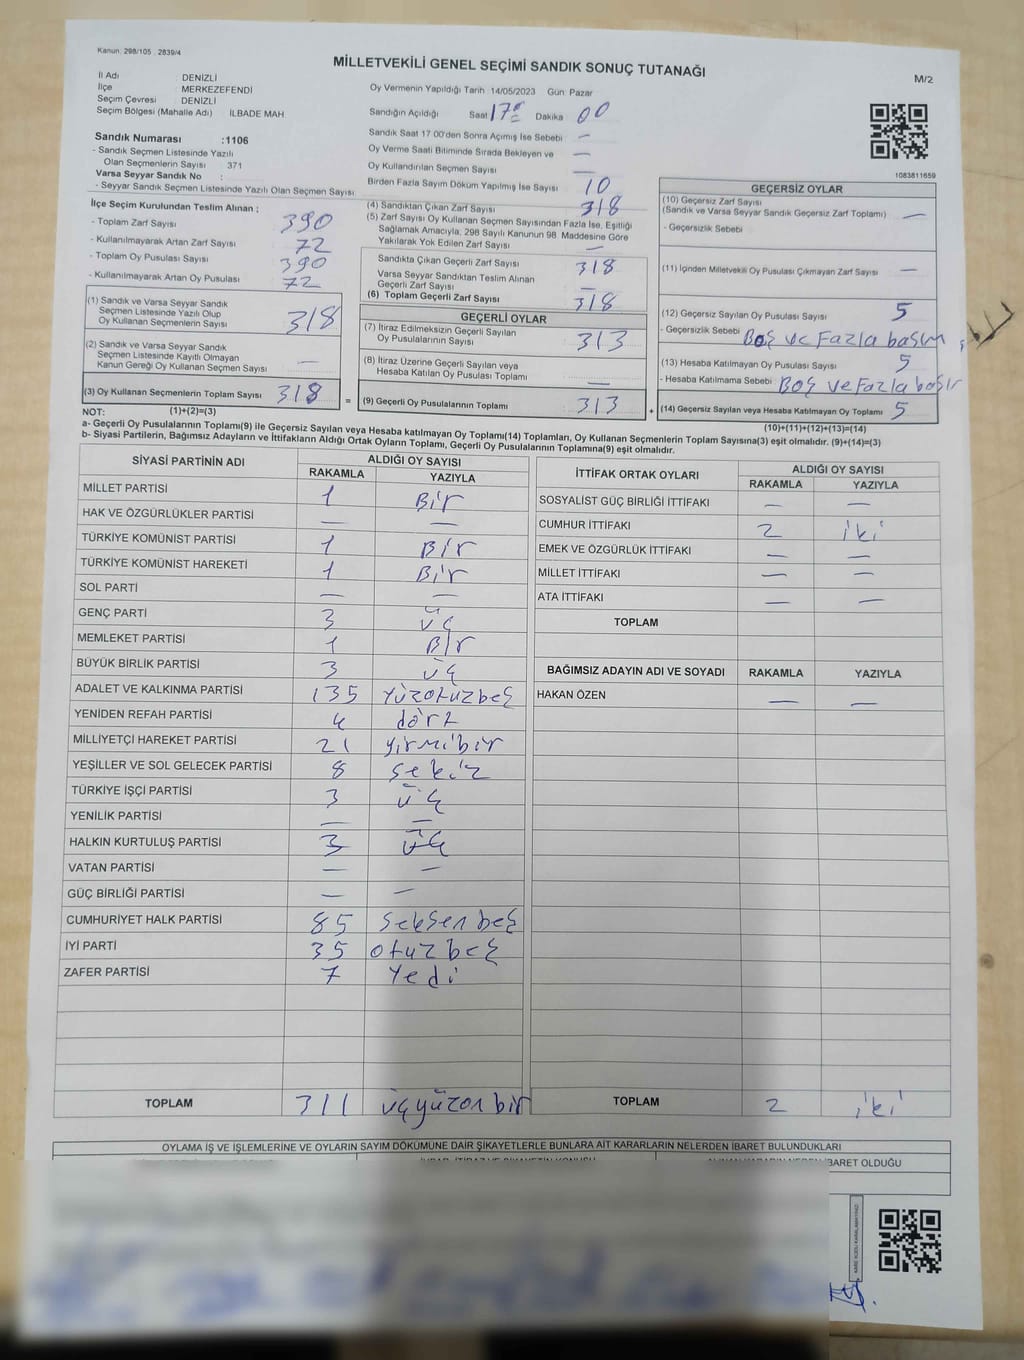 Kanun: 298/105 . 2839/4
MİLLETVEKİLİ GENEL SEÇİMİ SANDIK SONUÇ TUTANAĞI
M/2
İl Adı : DENİZLİ
İlçe : MERKEZEFENDİ
Seçim Çevresi : DENİZLİ
Seçim Bölgesi (Mahalle Adı) İLBADE MAH
Oy Vermenin Yapıldığı Tarih : 14/05/2023 Gün: Pazar
Sandığın Açıldığı Saat 17 Dakika 00
Sandık Saat 17:00'den Sonra Açımış İse Sebebi —
Oy Verme Saati Bitiminde Sırada Bekleyen ve
Oy Kullandırılan Seçmen Sayısı —
Birden Fazla Sayım Döküm Yapılmış İse Sayısı 10
1083811659
Sandık Numarası :1106
- Sandık Seçmen Listesinde Yazılı
Olan Seçmenlerin Sayısı 371
Varsa Seyyar Sandık No :
- Seyyar Sandık Seçmen Listesinde Yazılı Olan Seçmen Sayısı
İlçe Seçim Kurulundan Teslim Alınan ;
- Toplam Zarf Sayısı 390
- Kullanılmayarak Artan Zarf Sayısı 72
- Toplam Oy Pusulası Sayısı 390
- Kullanılmayarak Artan Oy Pusulası 72
(1) Sandık ve Varsa Seyyar Sandık
Seçmen Listesinde Yazılı Olup
Oy Kullanan Seçmenlerin Sayısı 318
(2) Sandık ve Varsa Seyyar Sandık
Seçmen Listesinde Kayıtlı Olmayan
Kanun Gereği Oy Kullanan Seçmen Sayısı —
(3) Oy Kullanan Seçmenlerin Toplam Sayısı 318
(4) Sandıktan Çıkan Zarf Sayısı 318
(5) Zarf Sayısı Oy Kullanan Seçmen Sayısından Fazla İse, Eşitliği
Sağlamak Amacıyla, 298 Sayılı Kanunun 98. Maddesine Göre
Yakılarak Yok Edilen Zarf Sayısı —
Sandıkta Çıkan Geçerli Zarf Sayısı 318
Varsa Seyyar Sandıktan Teslim Alınan
Geçerli Zarf Sayısı —
(6) Toplam Geçerli Zarf Sayısı 318
GEÇERLİ OYLAR
(7) İtiraz Edilmeksizin Geçerli Sayılan
Oy Pusulalarının Sayısı 313
(8) İtiraz Üzerine Geçerli Sayılan veya
Hesaba Katılan Oy Pusulası Toplamı —
= (9) Geçerli Oy Pusulalarının Toplamı 313 +
GEÇERSİZ OYLAR
(10) Geçersiz Zarf Sayısı
(Sandık ve Varsa Seyyar Sandık Geçersiz Zarf Toplamı) —
- Geçersizlik Sebebi
(11) İçinden Milletvekili Oy Pusulası Çıkmayan Zarf Sayısı —
(12) Geçersiz Sayılan Oy Pusulası Sayısı 5
- Geçersizlik Sebebi Boş ve Fazla basım
(13) Hesaba Katılmayan Oy Pusulası Sayısı 5
- Hesaba Katılmama Sebebi Boş ve Fazla basır
(14) Geçersiz Sayılan veya Hesaba Katılmayan Oy Toplamı 5
NOT: (1)+(2)=(3)
(10)+(11)+(12)+(13)=(14)
a- Geçerli Oy Pusulalarının Toplamı(9) ile Geçersiz Sayılan veya Hesaba katılmayan Oy Toplamı(14) Toplamları, Oy Kullanan Seçmenlerin Toplam Sayısına(3) eşit olmalıdır. (9)+(14)=(3)
b- Siyasi Partilerin, Bağımsız Adayların ve İttifakların Aldığı Ortak Oyların Toplamı, Geçerli Oy Pusulalarının Toplamına(9) eşit olmalıdır.
SİYASİ PARTİNİN ADI ALDIĞI OY SAYISI
RAKAMLA YAZIYLA
MİLLET PARTİSİ 1 Bir
HAK VE ÖZGÜRLÜKLER PARTİSİ — —
TÜRKİYE KOMÜNİST PARTİSİ 1 Bir
TÜRKİYE KOMÜNİST HAREKETİ 1 Bir
SOL PARTİ — —
GENÇ PARTİ 3 üç
MEMLEKET PARTİSİ 1 Bir
BÜYÜK BİRLİK PARTİSİ 3 üç
ADALET VE KALKINMA PARTİSİ 135 yüzotuzbeş
YENİDEN REFAH PARTİSİ 4 dört
MİLLİYETÇİ HAREKET PARTİSİ 21 yirmibir
YEŞİLLER VE SOL GELECEK PARTİSİ 8 sekiz
TÜRKİYE İŞÇİ PARTİSİ 3 üç
YENİLİK PARTİSİ — —
HALKIN KURTULUŞ PARTİSİ 3 üç
VATAN PARTİSİ — —
GÜÇ BİRLİĞİ PARTİSİ — —
CUMHURİYET HALK PARTİSİ 85 seksen beş
İYİ PARTİ 35 otuz beş
ZAFER PARTİSİ 7 Yedi
TOPLAM 311 üçyüzon bir
İTTİFAK ORTAK OYLARI ALDIĞI OY SAYISI
RAKAMLA YAZIYLA
SOSYALİST GÜÇ BİRLİĞİ İTTİFAKI — —
CUMHUR İTTİFAKI 2 iki
EMEK VE ÖZGÜRLÜK İTTİFAKI — —
MİLLET İTTİFAKI — —
ATA İTTİFAKI — —
TOPLAM
BAĞIMSIZ ADAYIN ADI VE SOYADI RAKAMLA YAZIYLA
HAKAN ÖZEN — —
TOPLAM 2 iki
OYLAMA İŞ VE İŞLEMLERİNE VE OYLARIN SAYIM DÖKÜMÜNE DAİR ŞİKAYETLERLE BUNLARA AİT KARARLARIN NELERDEN İBARET BULUNDUKLARI
İBARET OLDUĞU